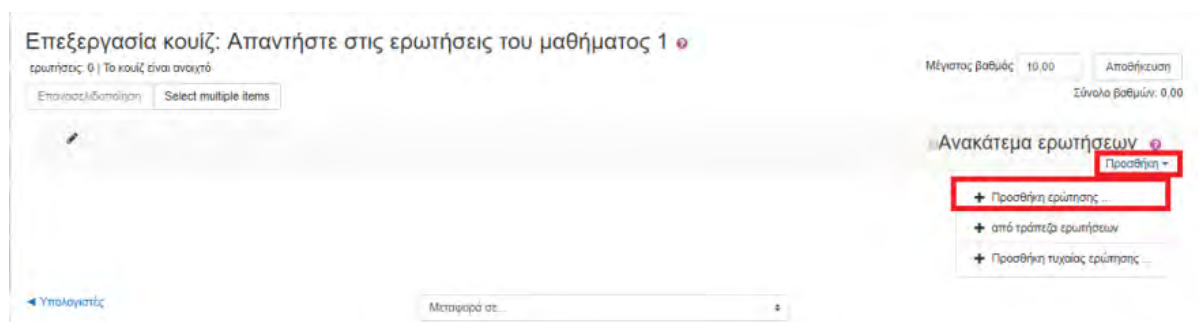 Επεξεργασία κουίζ: Απαντήστε στις ερωτήσεις του μαθήματος 1
ερωτήσεις: 0 | Το κουίζ είναι ανοιχτό
Μέγιστος βαθμός 10,00 Αποθήκευση
Επανασελιδοποίηση Select multiple items
Σύνολο βαθμών: 0,00
Ανακάτεμα ερωτήσεων
Προσθήκη
+ Προσθήκη ερώτησης ...
+ από τράπεζα ερωτήσεων
+ Προσθήκη τυχαίας ερώτησης ...
◄ Υπολογιστές
Μεταφορά σε...